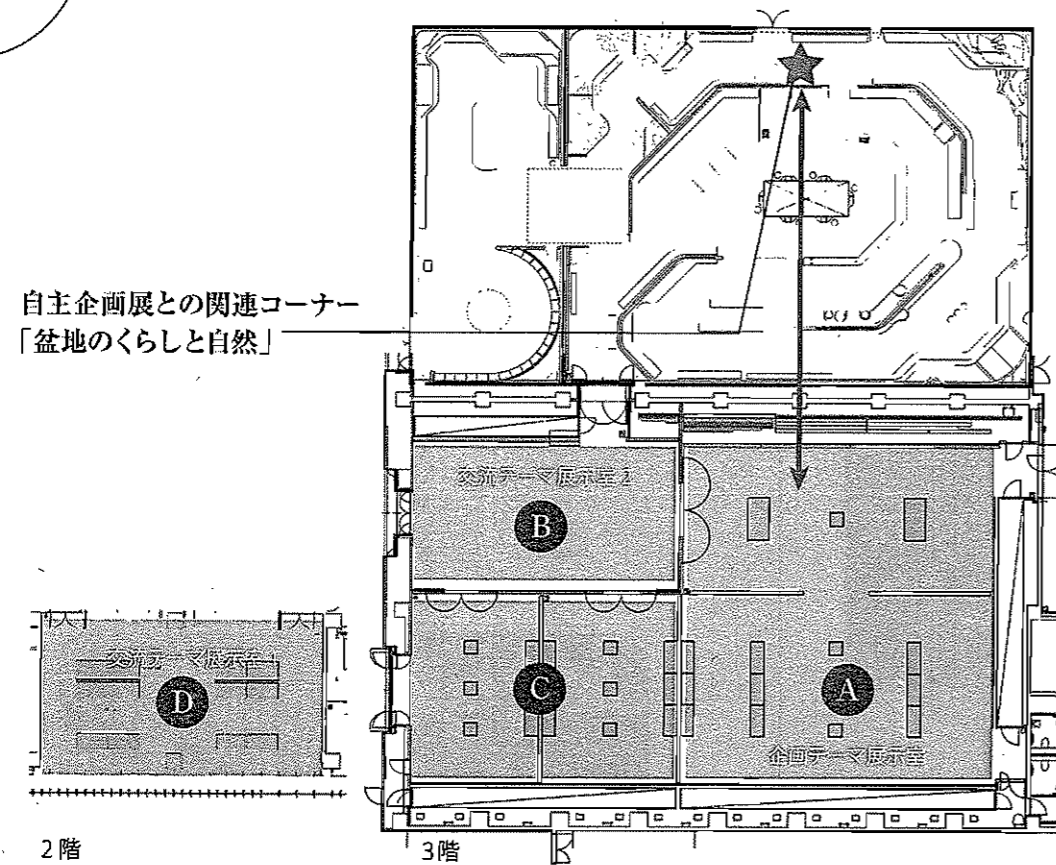 自主企画展との関連コーナー
「盆地のくらしと自然」
交流テーマ展示室2
B
交流テーマ展示室1
D
C
A
企画テーマ展示室
2階
3階